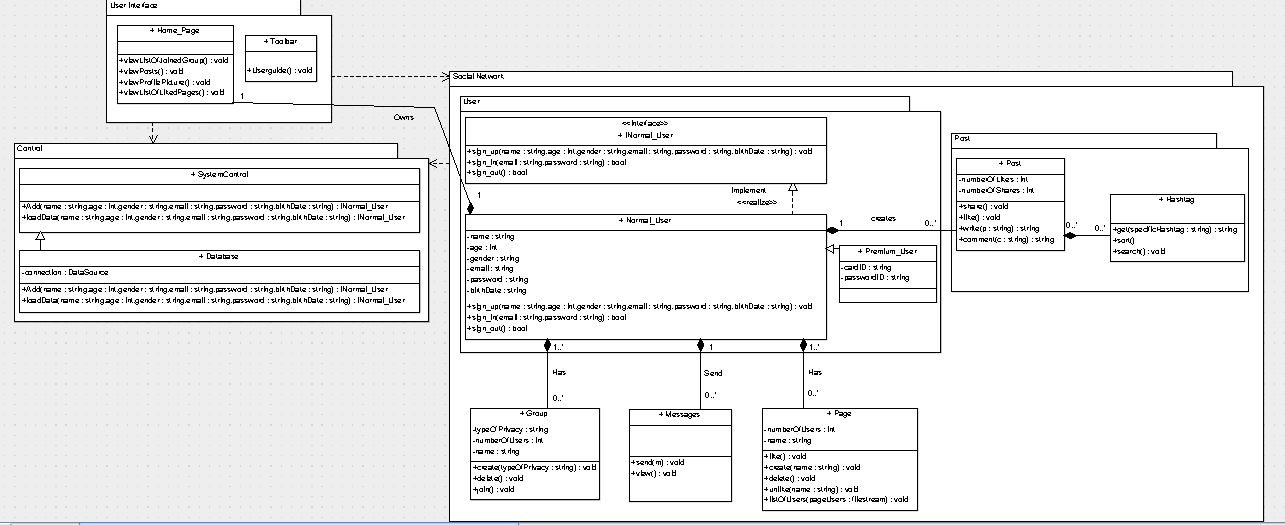 User Interface
+ Home_Page
+viewListOfJoinedGroup() : void
+viewPosts() : void
+viewProfilePicture() : void
+viewListOfLikedPages() : void
+ Toolbar
+Userguide() : void
1
Owns
1
Control
+ SystemControl
+Add(name : string,age : int,gender : string,email : string,password : string,bithDate : string) : INormal_User
+loadData(name : string,age : int,gender : string,email : string,password : string,bithDate : string) : INormal_User
+ Database
-connection : DataSource
+Add(name : string,age : int,gender : string,email : string,password : string,bithDate : string) : INormal_User
+loadData(name : string,age : int,gender : string,email : string,password : string,bithDate : string) : INormal_User
Social Network
User
<<Interface>>
+ INormal_User
+sign_up(name : string,age : int,gender : string,email : string,password : string,bithDate : string) : void
+sign_in(email : string,password : string) : bool
+sign_out() : bool
Implement
<<realize>>
+ Normal_User
-name : string
-age : int
-gender : string
-email : string
-password : string
-bithDate : string
+sign_up(name : string,age : int,gender : string,email : string,password : string,bithDate : string) : void
+sign_in(email : string,password : string) : bool
+sign_out() : bool
1
creates
0..*
+ Premium_User
-cardID : string
-passwordID : string
Post
+ Post
-numberOfLikes : int
-numberOfShares : int
+share() : void
+like() : void
+write(p : string) : string
+comment(c : string) : string
0..*
0..*
+ Hashtag
+get(specificHashtag : string) : string
+sort()
+search() : void
1..*
Has
0..*
1
Send
0..*
1..*
Has
0..*
+ Group
-typeOfPrivacy : string
-numberOfUsers : int
-name : string
+create(typeOfPrivacy : string) : void
+delete() : void
+join() : void
+ Messages
+send(m) : void
+view() : void
+ Page
-numberOfUsers : int
-name : string
+like() : void
+create(name : string) : void
+delete() : void
+unlike(name : string) : void
+listOfUsers(pageUsers : filestream) : void